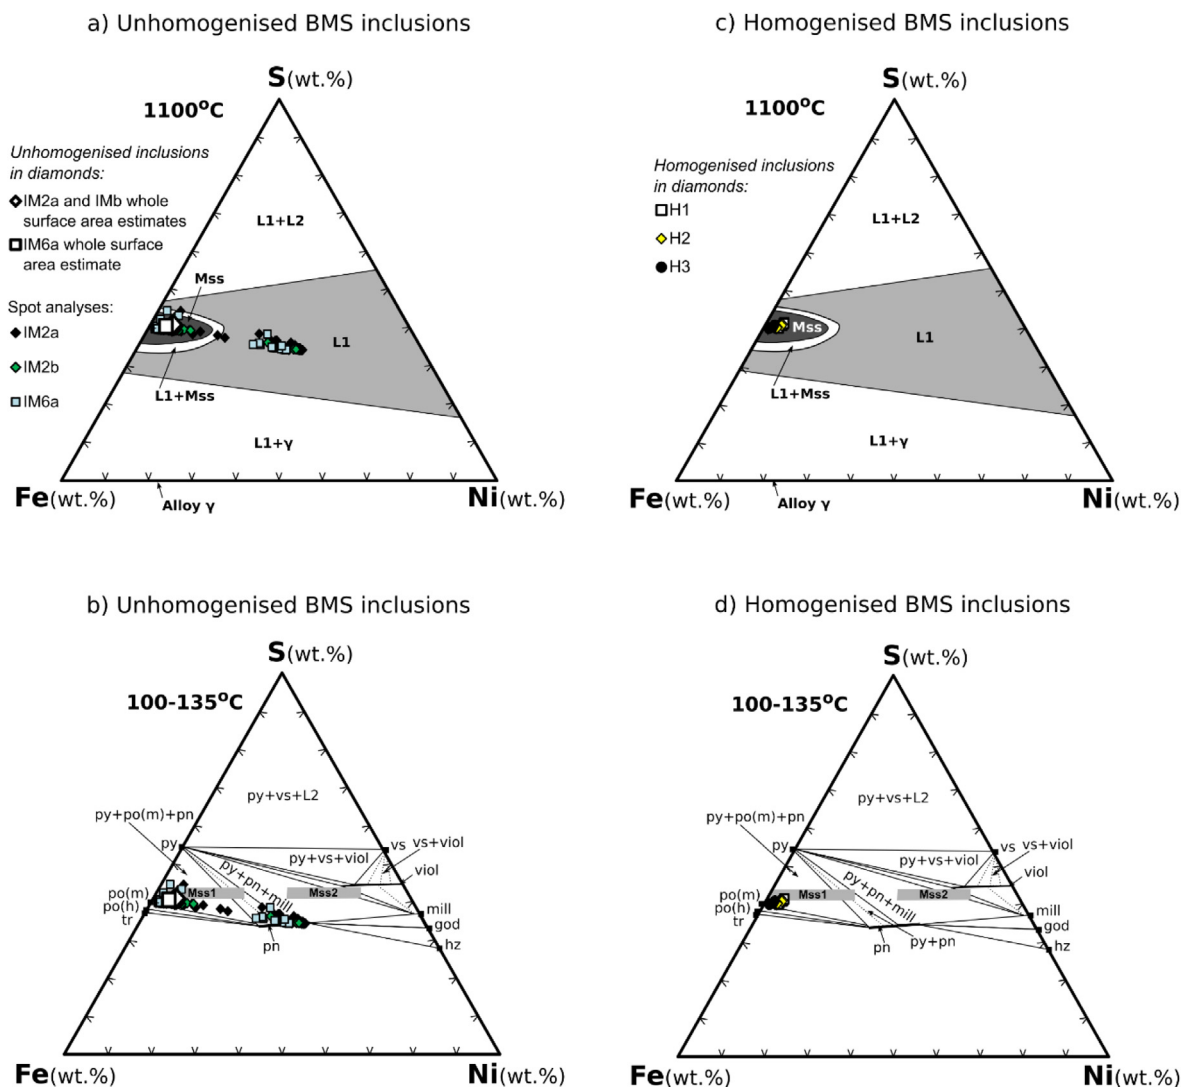 a) Unhomogenised BMS inclusions
S(wt.%)
1100°C
Unhomogenised inclusions
in diamonds:
IM2a and IMb whole
surface area estimates
IM6a whole surface
area estimate
Spot analyses:
IM2a
IM2b
IM6a
L1+L2
Mss
L1
L1+Mss
L1+γ
Fe(wt.%)
Ni(wt.%)
Alloy γ
c) Homogenised BMS inclusions
S(wt.%)
1100°C
Homogenised inclusions
in diamonds:
H1
H2
H3
L1+L2
Mss
L1
L1+Mss
L1+γ
Fe(wt.%)
Ni(wt.%)
Alloy γ
b) Unhomogenised BMS inclusions
S(wt.%)
100-135°C
py+vs+L2
py+po(m)+pn
py
vs
vs+viol
py+vs+viol
viol
py+pn+mill
Mss1
Mss2
po(m)
po(h)
tr
mill
god
hz
pn
Fe(wt.%)
Ni(wt.%)
d) Homogenised BMS inclusions
S(wt.%)
100-135°C
py+vs+L2
py+po(m)+pn
py
vs
vs+viol
py+vs+viol
viol
py+pn+mill
Mss1
Mss2
po(m)
po(h)
tr
mill
god
hz
pn
py+pn
Fe(wt.%)
Ni(wt.%)